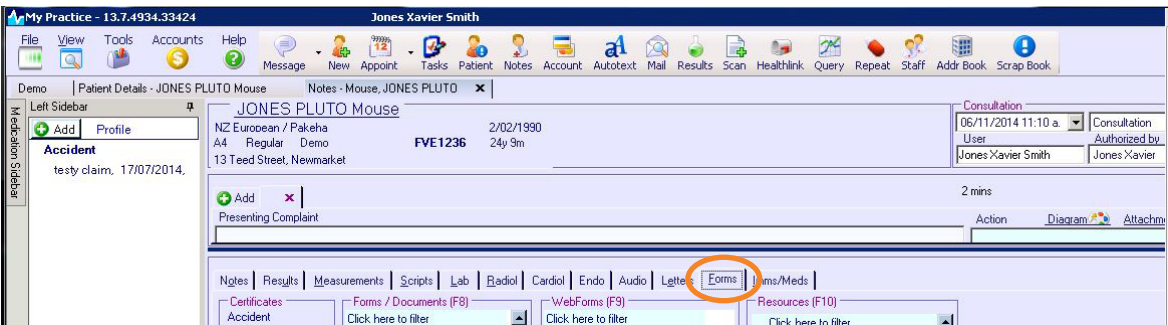 My Practice - 13.7.4934.33424 Jones Xavier Smith
File View Tools Accounts Help
Message New Appoint Tasks Patient Notes Account Autotext Mail Results Scan Healthlink Query Repeat Staff Addr Book Scrap Book
Demo Patient Details - JONES PLUTO Mouse Notes - Mouse, JONES PLUTO x
Medication Sidebar
Left Sidebar
Add Profile
Accident
testy claim, 17/07/2014,
JONES PLUTO Mouse
NZ European / Pakeha 2/02/1990
A4 Regular Demo FVE1236 24y 9m
13 Teed Street, Newmarket
Consultation
06/11/2014 11:10 a. Consultation
User Authorized by
Jones Xavier Smith Jones Xavier
Add x
2 mins
Presenting Complaint
Action Diagram Attachm
Notes Results Measurements Scripts Lab Radiol Cardiol Endo Audio Letters Forms Imms/Meds
Certificates Forms / Documents (F8) WebForms (F9) Resources (F10)
Accident Click here to filter Click here to filter Click here to filter